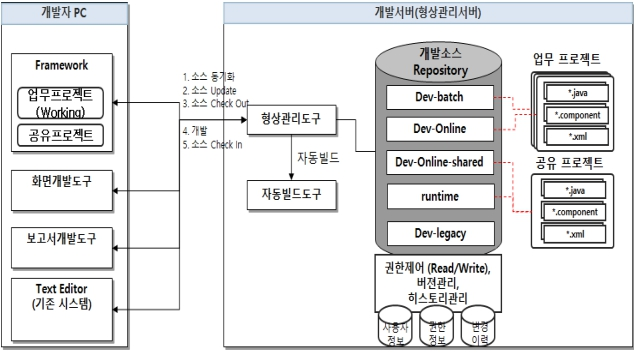 개발자 PC
Framework
업무프로젝트
(Working)
공유프로젝트
화면개발도구
보고서개발도구
Text Editor
(기존 시스템)
1. 소스 동기화
2. 소스 Update
3. 소스 Check Out
4. 개발
5. 소스 Check In
개발서버(형상관리서버)
형상관리도구
자동빌드
자동빌드도구
개발소스
Repository
Dev-batch
Dev-Online
Dev-Online-shared
runtime
Dev-legacy
권한제어 (Read/Write),
버젼관리,
히스토리관리
사용자
정보
권한
정보
변경
이력
업무 프로젝트
*.java
*.component
*.xml
공유 프로젝트
*.java
*.component
*.xml